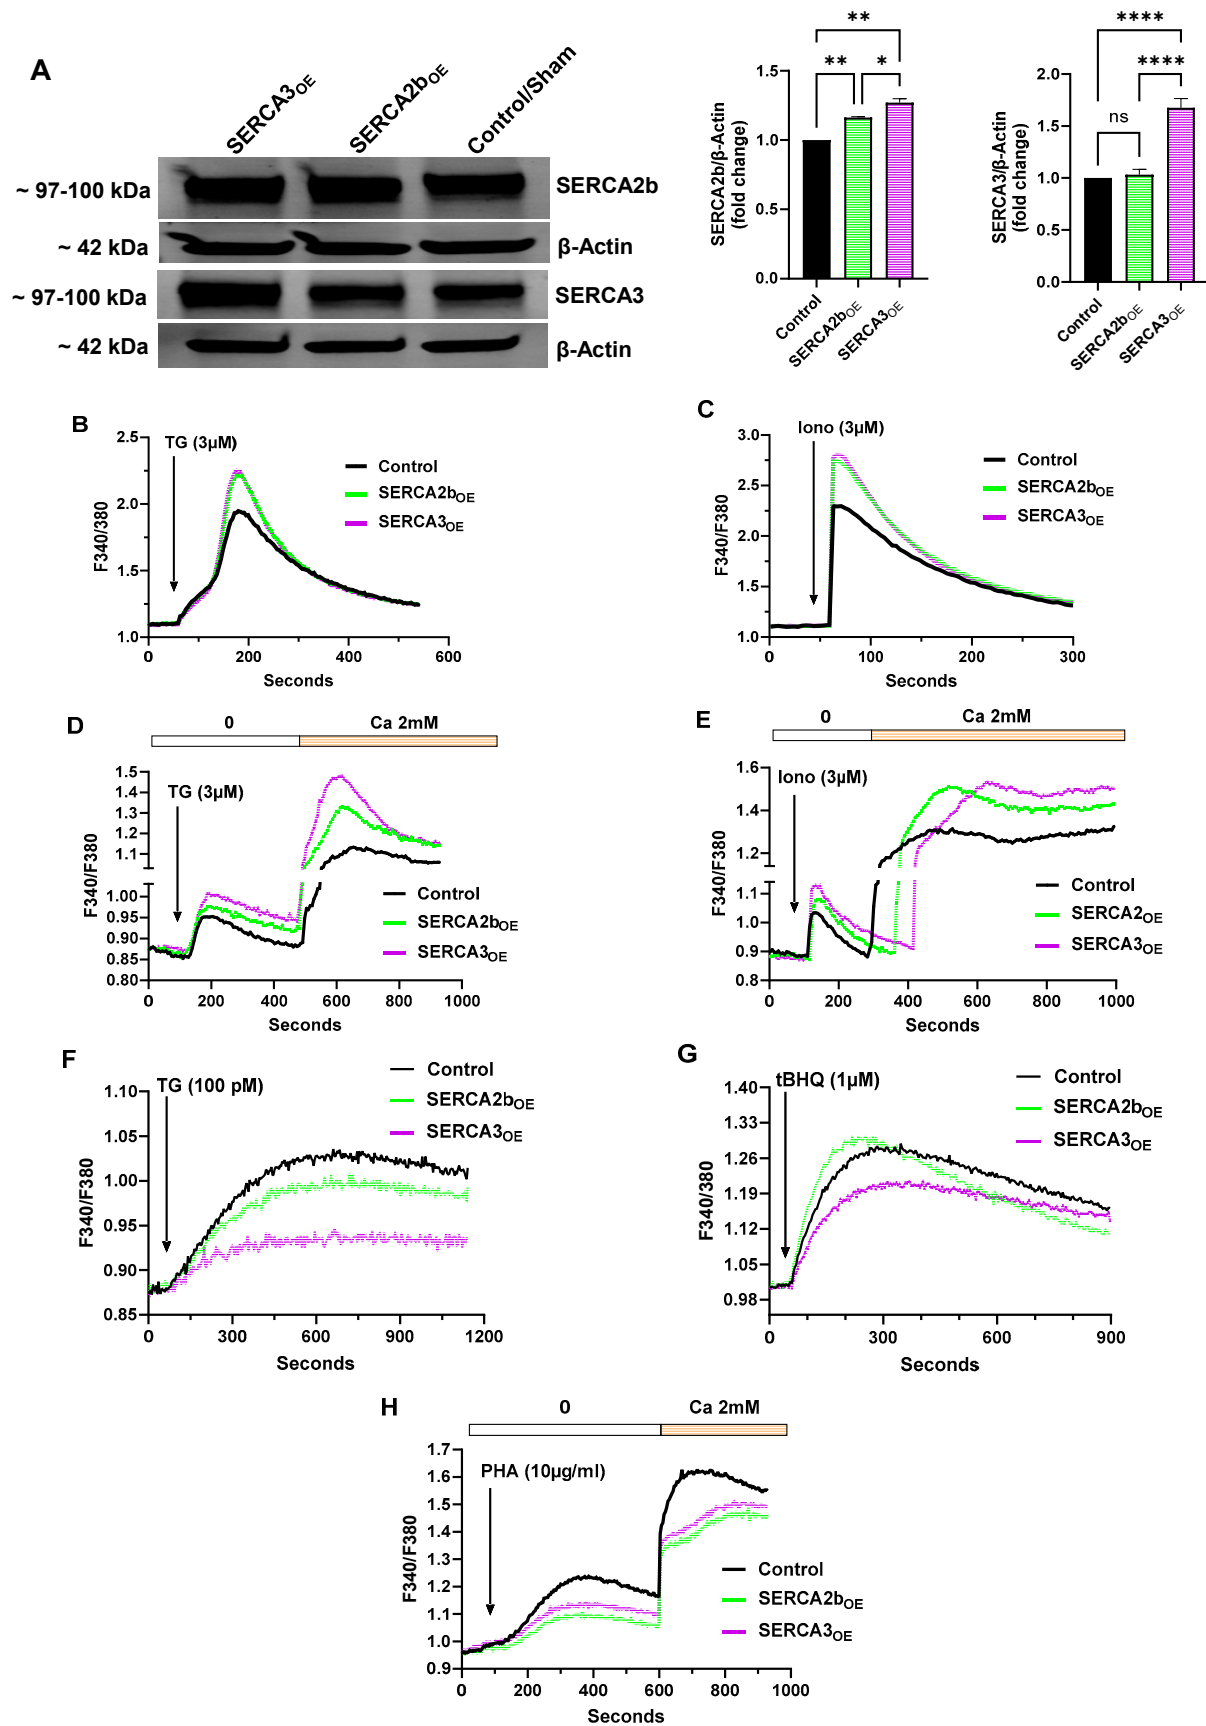 A
SERCA3OE
SERCA2bOE
Control/Sham
~ 97-100 kDa
SERCA2b
~ 42 kDa
β-Actin
~ 97-100 kDa
SERCA3
~ 42 kDa
β-Actin
**
**
*
SERCA2b/β-Actin
(fold change)
1.5
1.0
0.5
0.0
Control
SERCA2bOE
SERCA3OE
****
****
ns
SERCA3/β-Actin
(fold change)
2.0
1.5
1.0
0.5
0.0
Control
SERCA2bOE
SERCA3OE
B
TG (3µM)
Control
SERCA2bOE
SERCA3OE
F340/380
2.5
2.0
1.5
1.0
0
200
400
600
Seconds
C
Iono (3µM)
Control
SERCA2bOE
SERCA3OE
F340/F380
3.0
2.5
2.0
1.5
1.0
0
100
200
300
Seconds
D
0
Ca 2mM
TG (3µM)
Control
SERCA2bOE
SERCA3OE
F340/F380
1.5
1.4
1.3
1.2
1.1
1.00
0.95
0.90
0.85
0.80
0
200
400
600
800
1000
Seconds
E
0
Ca 2mM
Iono (3µM)
Control
SERCA2OE
SERCA3OE
F340/F380
1.6
1.4
1.2
1.1
1.0
0.9
0.8
0
200
400
600
800
1000
Seconds
F
TG (100 pM)
Control
SERCA2bOE
SERCA3OE
F340/F380
1.10
1.05
1.00
0.95
0.90
0.85
0
300
600
900
1200
Seconds
G
tBHQ (1µM)
Control
SERCA2bOE
SERCA3OE
F340/380
1.40
1.33
1.26
1.19
1.12
1.05
0.98
0
300
600
900
Seconds
H
0
Ca 2mM
PHA (10µg/ml)
Control
SERCA2bOE
SERCA3OE
F340/F380
1.7
1.6
1.5
1.4
1.3
1.2
1.1
1.0
0.9
0
200
400
600
800
1000
Seconds